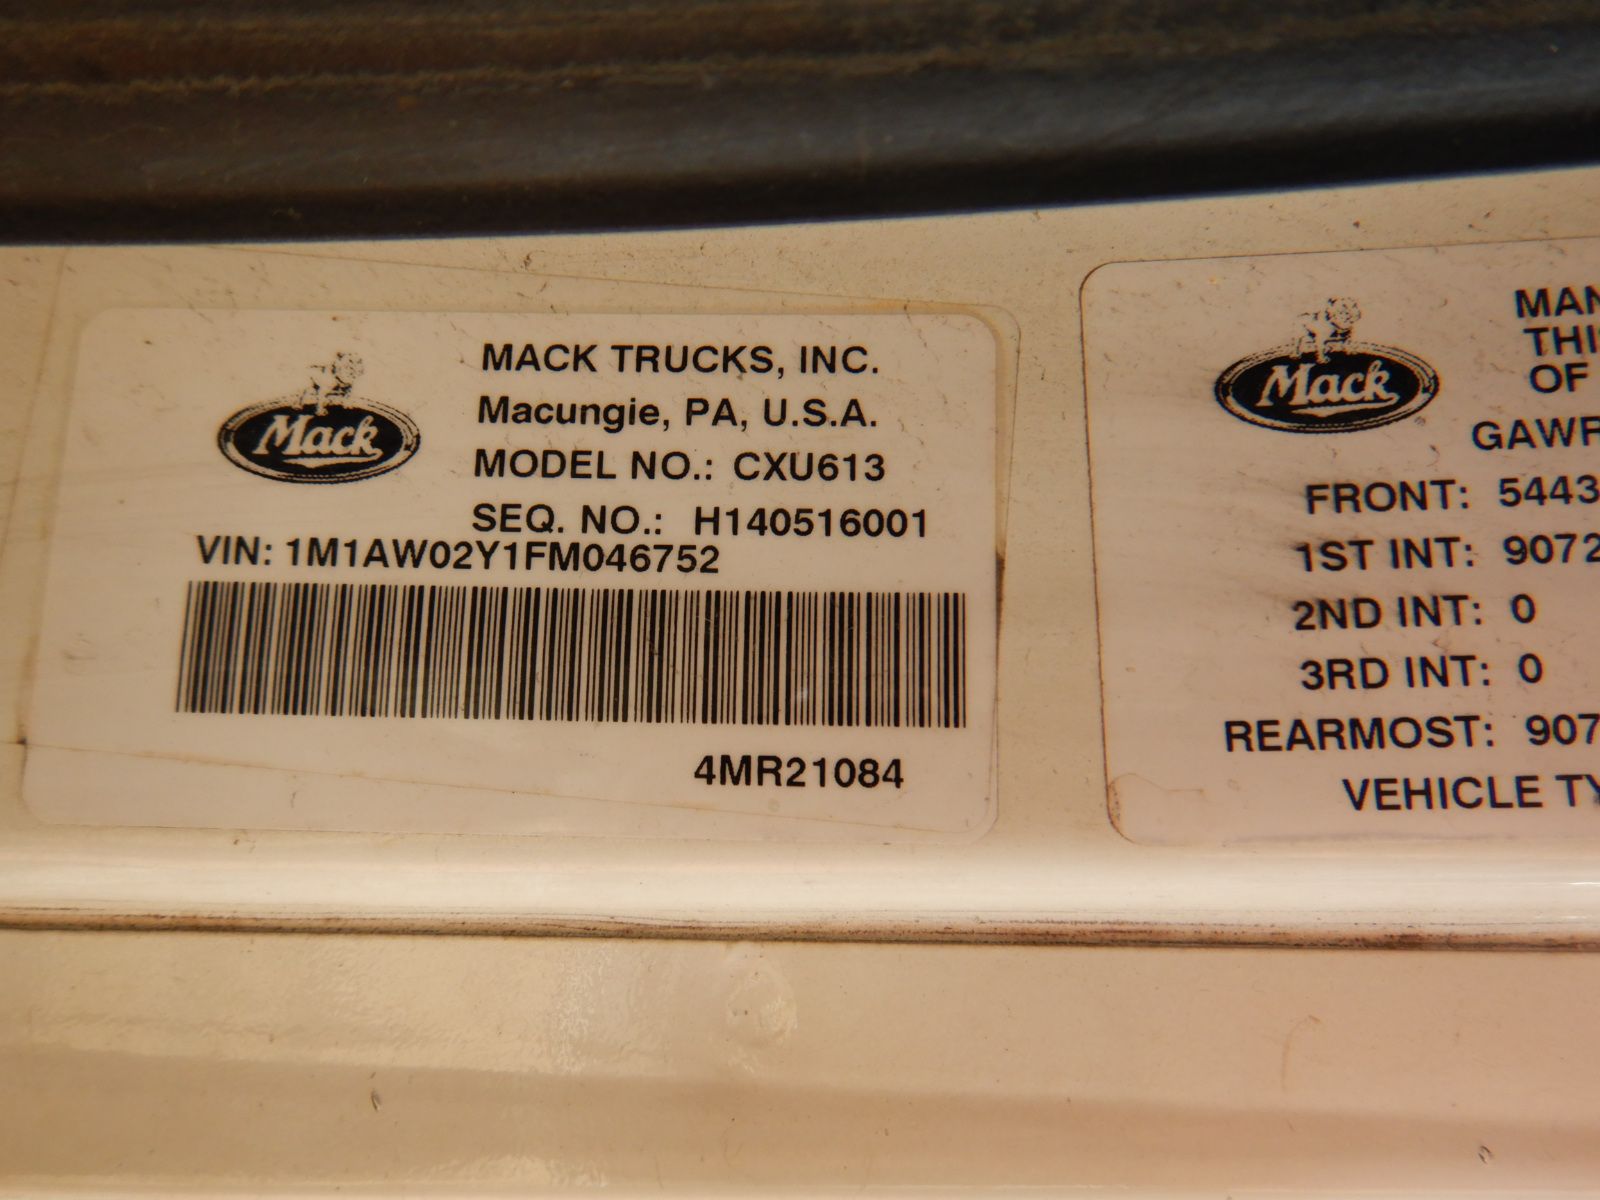 Mack
MACK TRUCKS, INC.
Macungie, PA, U.S.A.
MODEL NO.: CXU613
SEQ. NO.: H140516001
VIN: 1M1AW02Y1FM046752
4MR21084
Mack
MAN
THIS
OF
GAWR
FRONT: 5443
1ST INT: 9072
2ND INT: 0
3RD INT: 0
REARMOST: 907
VEHICLE TY